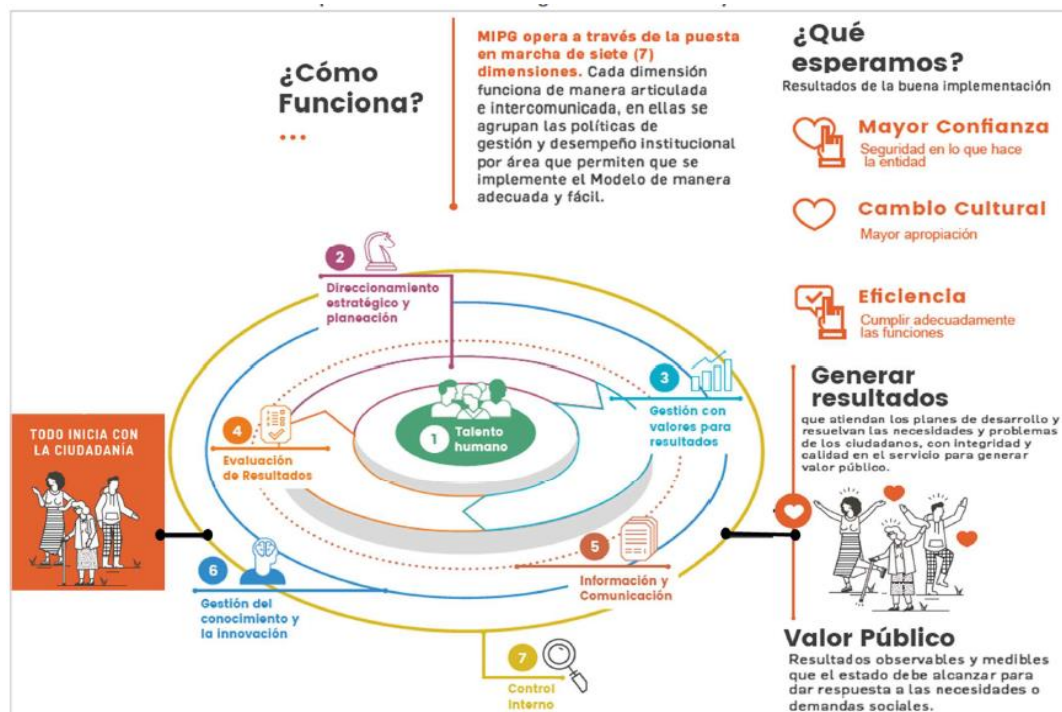 ¿Cómo
Funciona?
MIPG opera a través de la puesta
en marcha de siete (7)
dimensiones. Cada dimensión
funciona de manera articulada
e intercomunicada, en ellas se
agrupan las políticas de
gestión y desempeño institucional
por área que permiten que se
implemente el Modelo de manera
adecuada y fácil.
¿Qué
esperamos?
Resultados de la buena implementación
Mayor Confianza
Seguridad en lo que hace
la entidad
Cambio Cultural
Mayor apropiación
Eficiencia
Cumplir adecuadamente
las funciones
2
Direccionamiento
estratégico y
planeación
3
Gestión con
valores para
resultados
1 Talento
humano
4
Evaluación
de Resultados
TODO INICIA CON
LA CIUDADANÍA
5
Información y
Comunicación
6
Gestión del
conocimiento y
la innovación
7
Control
Interno
Generar
resultados
que atiendan los planes de desarrollo y
resuelvan las necesidades y problemas
de los ciudadanos, con integridad y
calidad en el servicio para generar
valor público.
Valor Público
Resultados observables y medibles
que el estado debe alcanzar para
dar respuesta a las necesidades o
demandas sociales.